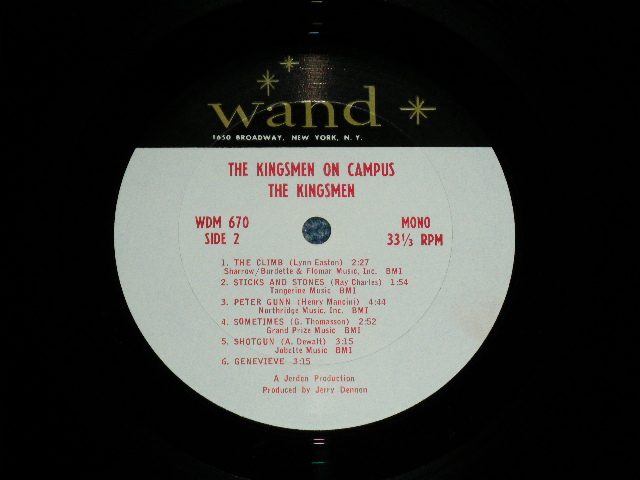 wand
1650 BROADWAY, NEW YORK, N. Y.
THE KINGSMEN ON CAMPUS
THE KINGSMEN
WDM 670 MONO
SIDE 2 33⅓ RPM
1. THE CLIMB (Lynn Easton) 2:27
Sharrow/Burdette & Flomar Music, Inc. BMI
2. STICKS AND STONES (Ray Charles) 1:54
Tangerine Music BMI
3. PETER GUNN (Henry Mancini) 4:44
Northridge Music, Inc. BMI
4. SOMETIMES (G. Thomasson) 2:52
Grand Prize Music BMI
5. SHOTGUN (A. Dewalt) 3:15
Jobette Music BMI
6. GENEVIEVE 3:15
A Jerden Production
Produced by Jerry Dennon